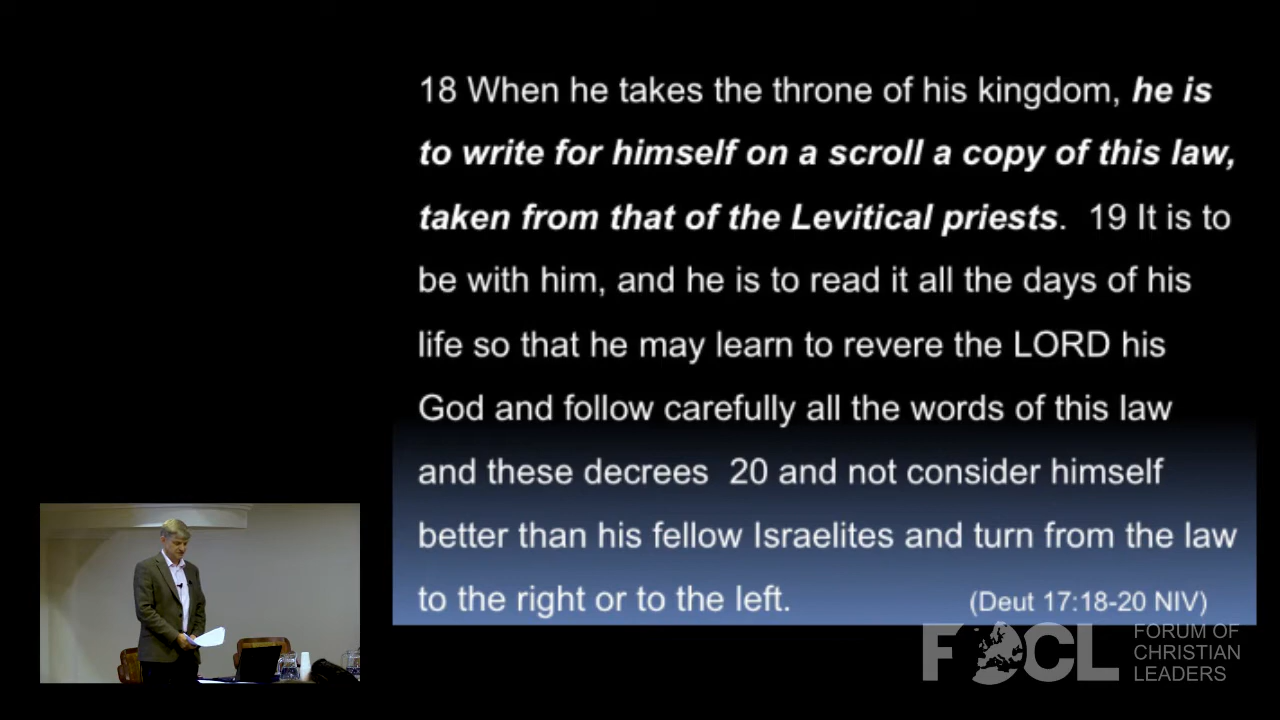 18 When he takes the throne of his kingdom, he is
to write for himself on a scroll a copy of this law,
taken from that of the Levitical priests. 19 It is to
be with him, and he is to read it all the days of his
life so that he may learn to revere the LORD his
God and follow carefully all the words of this law
and these decrees 20 and not consider himself
better than his fellow Israelites and turn from the law
to the right or to the left. (Deut 17:18-20 NIV)
FOCL
FORUM OF
CHRISTIAN
LEADERS